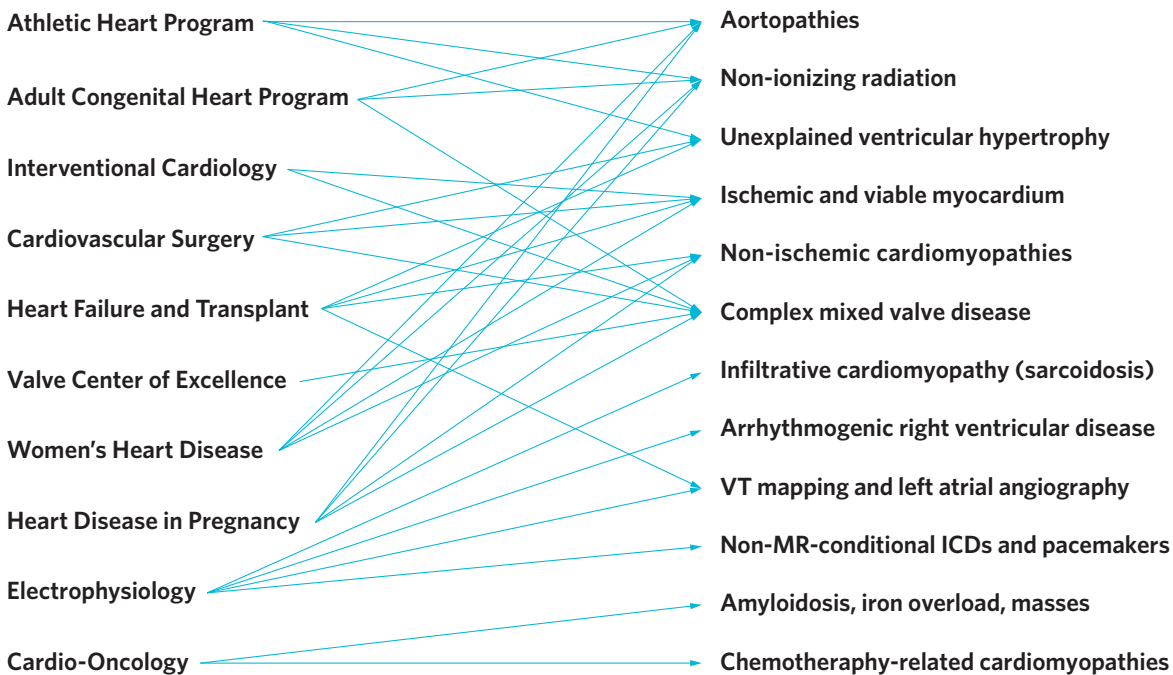 Athletic Heart Program
Adult Congenital Heart Program
Interventional Cardiology
Cardiovascular Surgery
Heart Failure and Transplant
Valve Center of Excellence
Women's Heart Disease
Heart Disease in Pregnancy
Electrophysiology
Cardio-Oncology
Aortopathies
Non-ionizing radiation
Unexplained ventricular hypertrophy
Ischemic and viable myocardium
Non-ischemic cardiomyopathies
Complex mixed valve disease
Infiltrative cardiomyopathy (sarcoidosis)
Arrhythmogenic right ventricular disease
VT mapping and left atrial angiography
Non-MR-conditional ICDs and pacemakers
Amyloidosis, iron overload, masses
Chemotheraphy-related cardiomyopathies